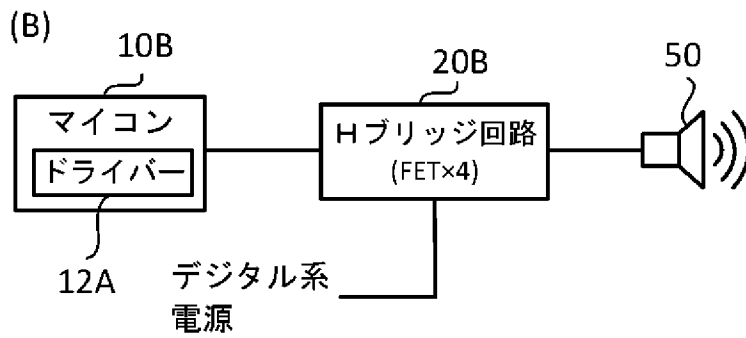 (B)
10B
20B
50
マイコン
ドライバー
Hブリッジ回路
(FET×4)
12A
デジタル系
電源